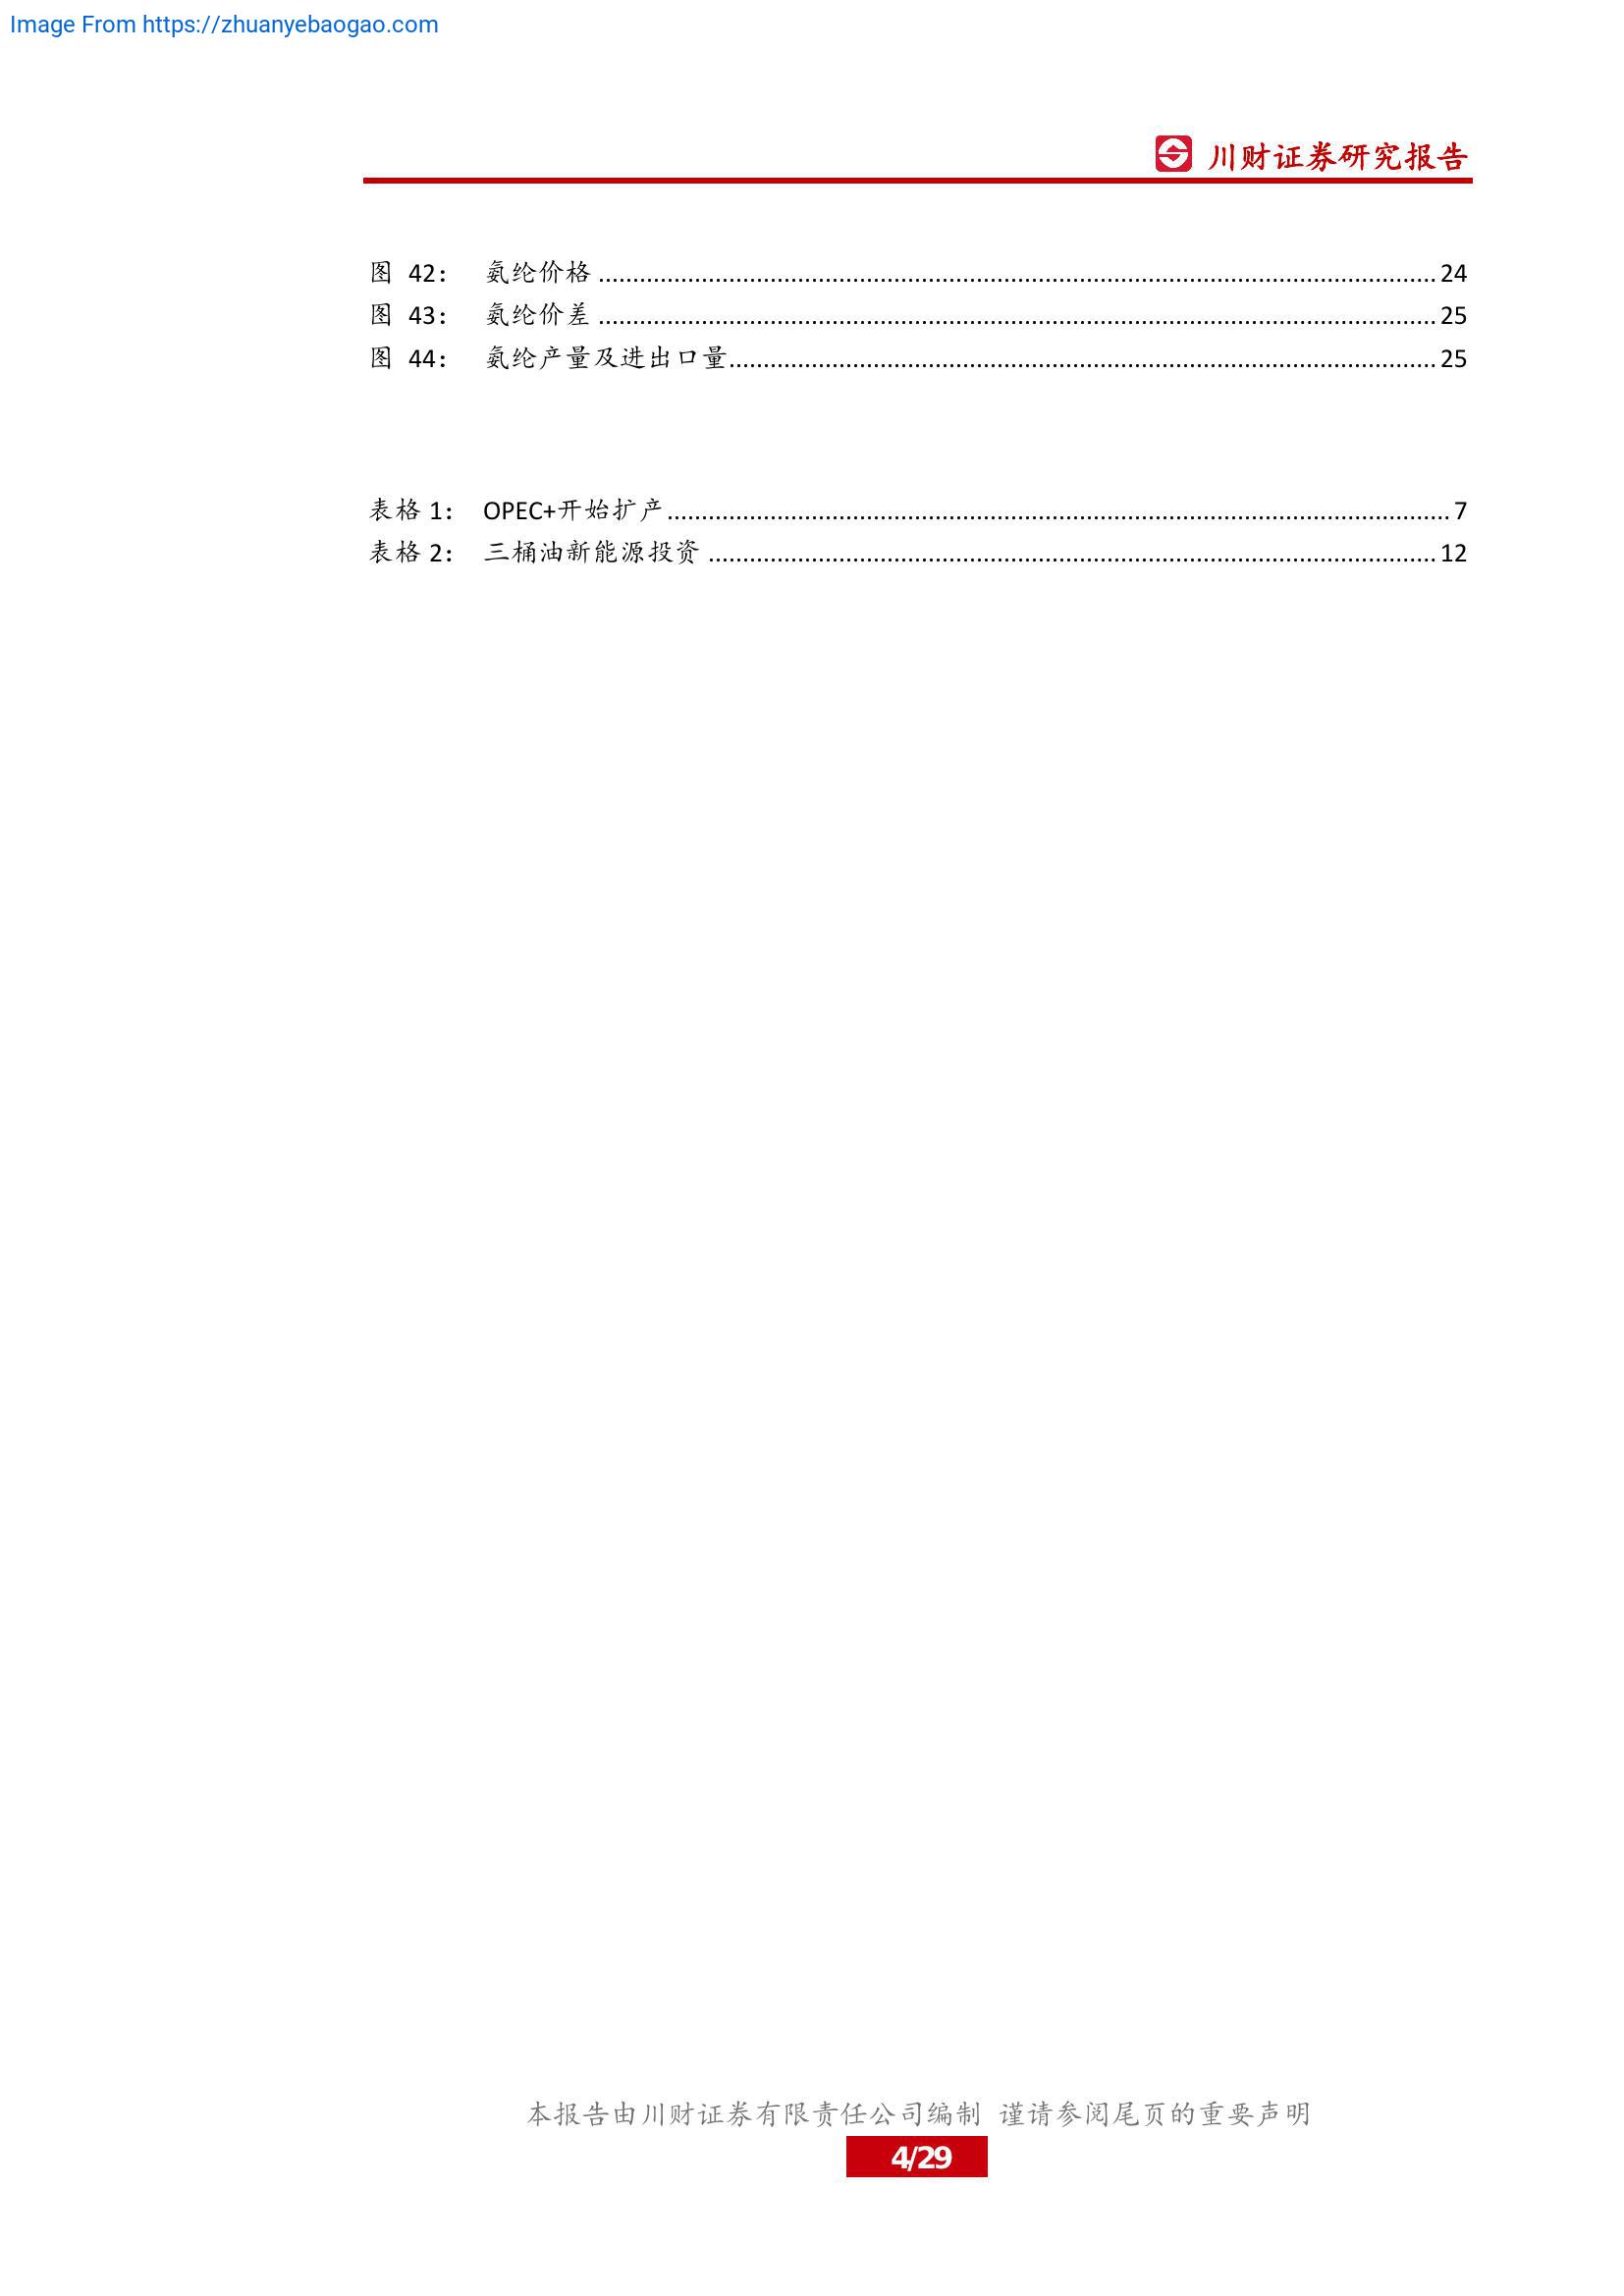 Image From https://zhuanyebaogao.com
川财证券研究报告
图 42： 氨纶价格 ........................................ 24
图 43： 氨纶价差 ........................................ 25
图 44： 氨纶产量及进出口量........................................ 25
表格 1： OPEC+开始扩产........................................ 7
表格 2： 三桶油新能源投资 ........................................ 12
本报告由川财证券有限责任公司编制 谨请参阅尾页的重要声明
4/29